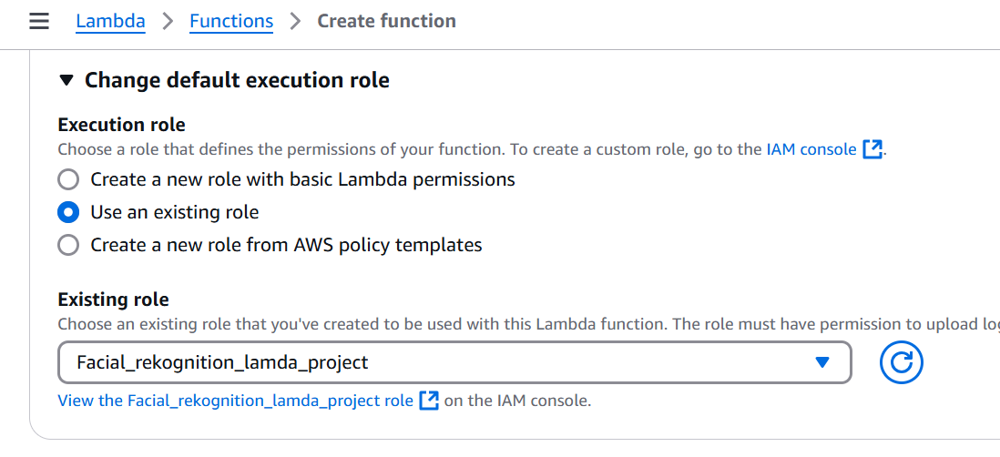 Lambda > Functions > Create function
Change default execution role
Execution role
Choose a role that defines the permissions of your function. To create a custom role, go to the IAM console.
Create a new role with basic Lambda permissions
Use an existing role
Create a new role from AWS policy templates
Existing role
Choose an existing role that you've created to be used with this Lambda function. The role must have permission to upload
Facial_rekognition_lamda_project
View the Facial_rekognition_lamda_project role on the IAM console.